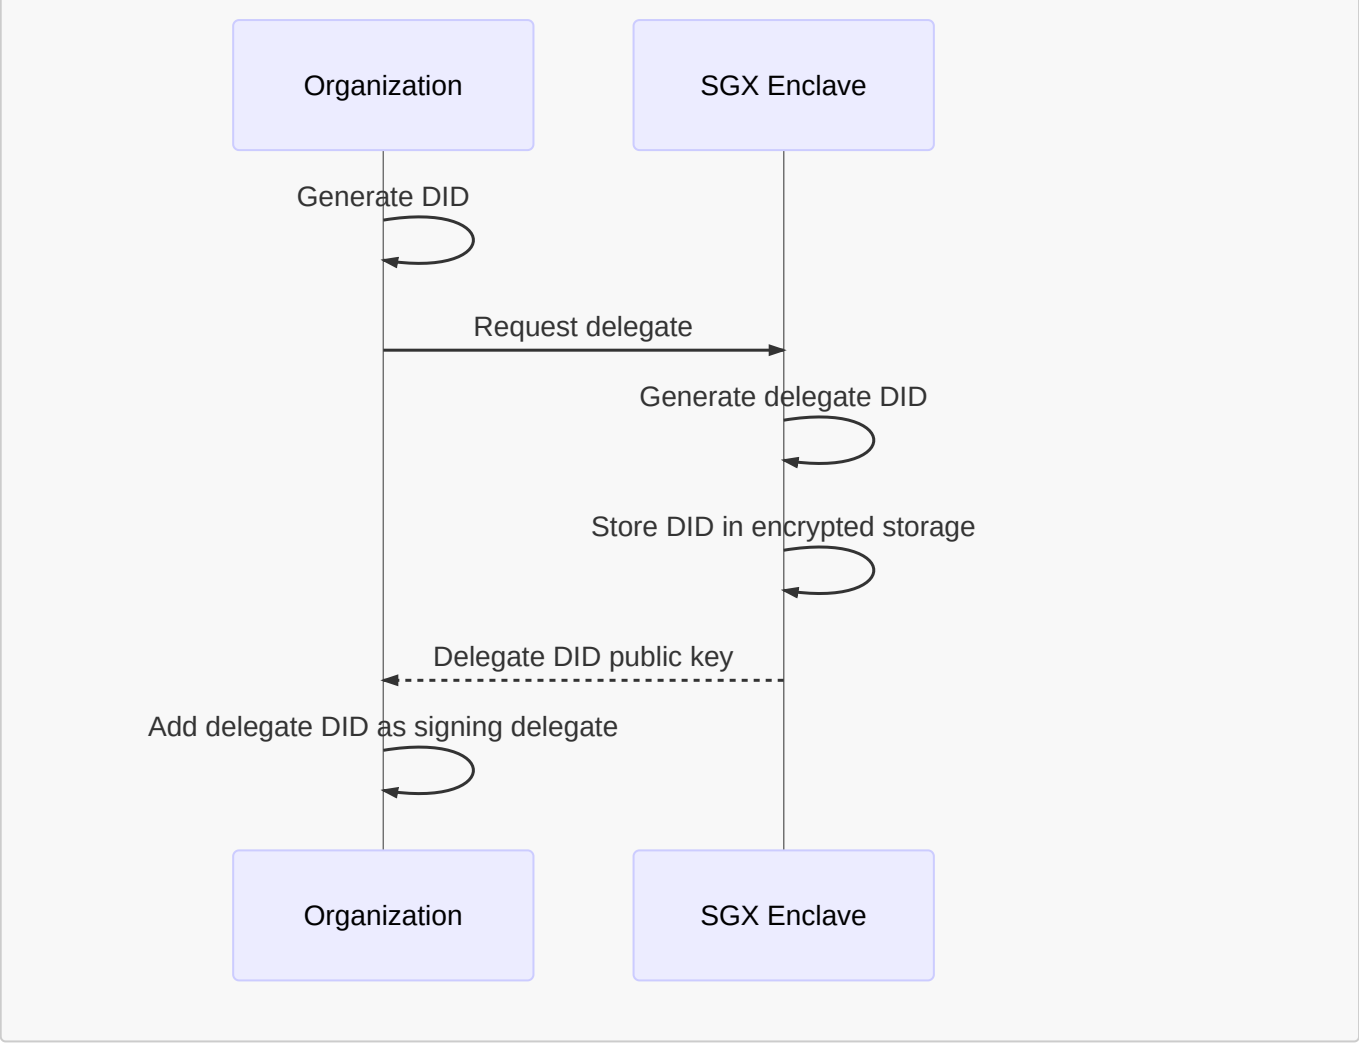 Organization
SGX Enclave
Generate DID
Request delegate
Generate delegate DID
Store DID in encrypted storage
Delegate DID public key
Add delegate DID as signing delegate
Organization
SGX Enclave